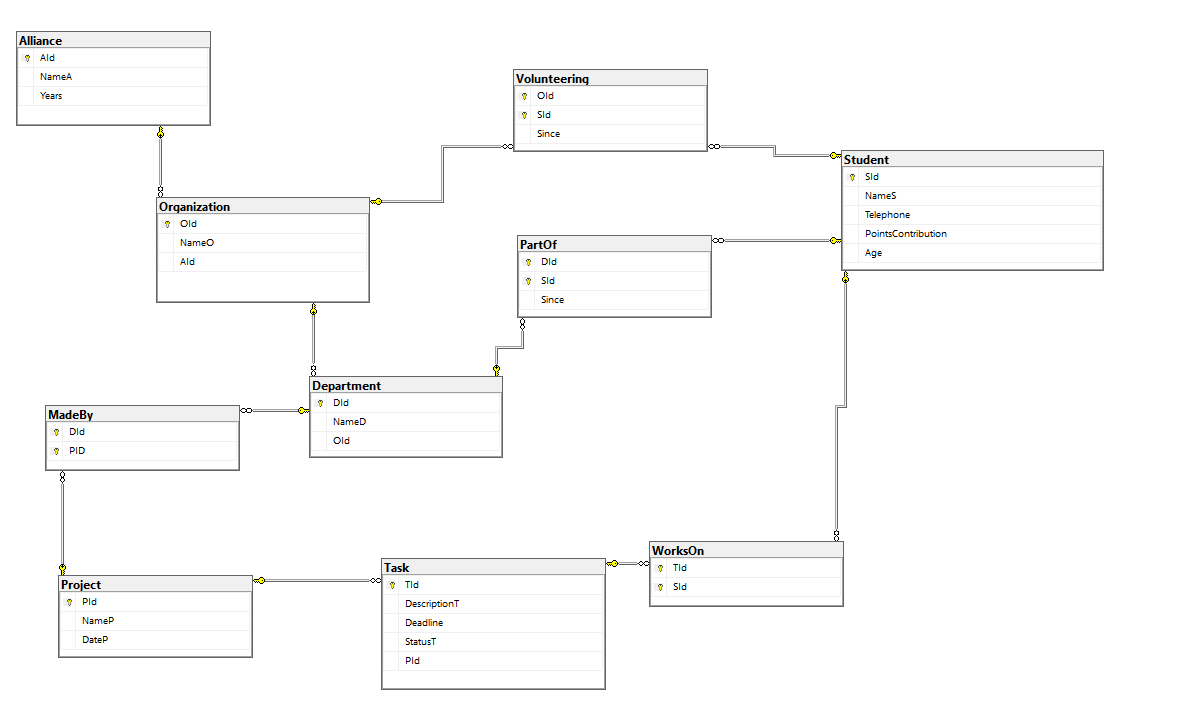 Alliance
AId
NameA
Years
Volunteering
OId
SId
Since
Student
SId
NameS
Telephone
PointsContribution
Age
Organization
OId
NameO
AId
PartOf
DId
SId
Since
Department
DId
NameD
OId
MadeBy
DId
PID
WorksOn
TId
SId
Task
TId
DescriptionT
Deadline
StatusT
PId
Project
PId
NameP
DateP